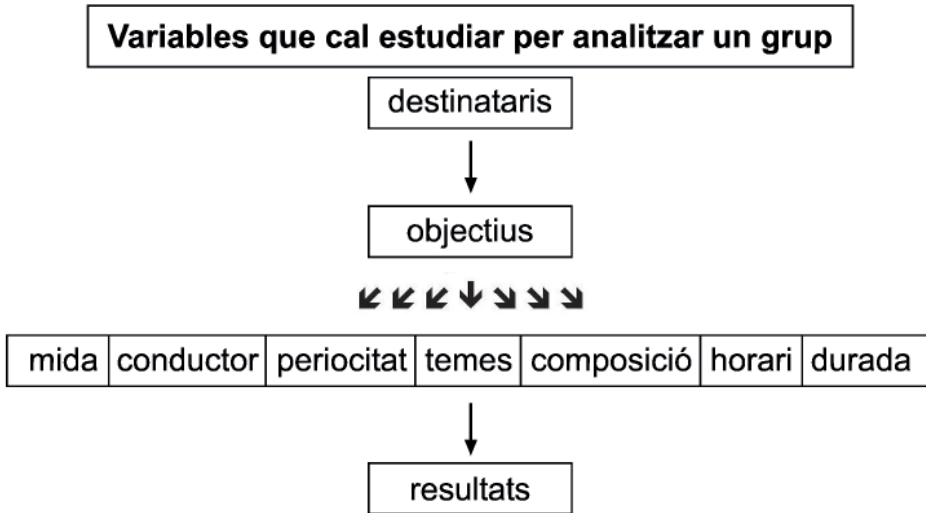 Variables que cal estudiar per analitzar un grup
destinataris
objectius
mida conductor periocitat temes composició horari durada
resultats